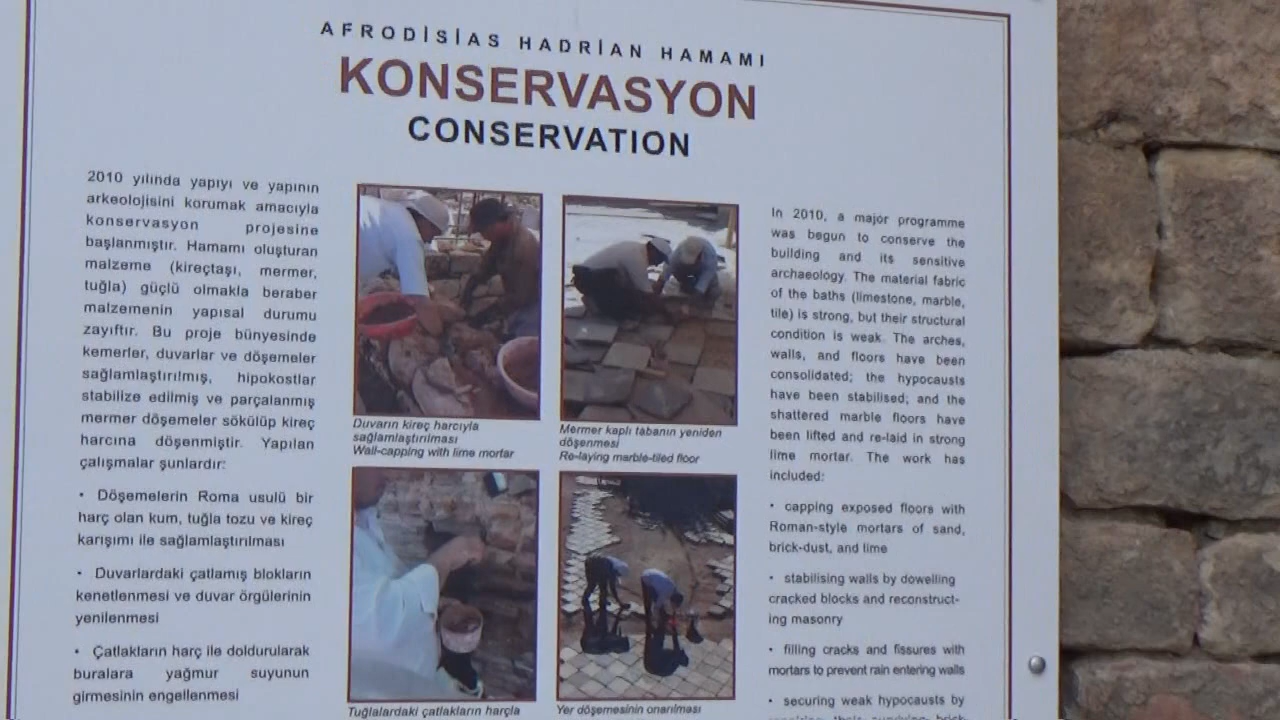 AFRODİSİAS HADRİAN HAMAMI
KONSERVASYON
CONSERVATION
2010 yılında yapıyı ve yapının
arkeolojisini korumak amacıyla
konservasyon projesine
başlanmıştır. Hamamı oluşturan
malzeme (kireçtaşı, mermer,
tuğla) güçlü olmakla beraber
malzemenin yapısal durumu
zayıftır. Bu proje bünyesinde
kemerler, duvarlar ve döşemeler
sağlamlaştırılmış, hipokostlar
stabilize edilmiş ve parçalanmış
mermer döşemeler sökülüp kireç
harcına döşenmiştir. Yapılan
çalışmalar şunlardır:
• Döşemelerin Roma usulü bir
harç olan kum, tuğla tozu ve kireç
karışımı ile sağlamlaştırılması
• Duvarlardaki çatlamış blokların
kenetlenmesi ve duvar örgülerinin
yenilenmesi
• Çatlakların harç ile doldurularak
buralara yağmur suyunun
girmesinin engellenmesi
Duvarın kireç harcıyla
sağlamlaştırılması
Wall-capping with lime mortar
Mermer kaplı tabanın yeniden
döşenmesi
Re-laying marble-tiled floor
Tuğlalardaki çatlakların harçla
Yer döşemesinin onarılması
In 2010, a major programme
was begun to conserve the
building and its sensitive
archaeology. The material fabric
of the baths (limestone, marble,
tile) is strong, but their structural
condition is weak. The arches,
walls, and floors have been
consolidated; the hypocausts
have been stabilised; and the
shattered marble floors have
been lifted and re-laid in strong
lime mortar. The work has
included:
• capping exposed floors with
Roman-style mortars of sand,
brick-dust, and lime
• stabilising walls by dowelling
cracked blocks and reconstruct-
ing masonry
• filling cracks and fissures with
mortars to prevent rain entering walls
• securing weak hypocausts by